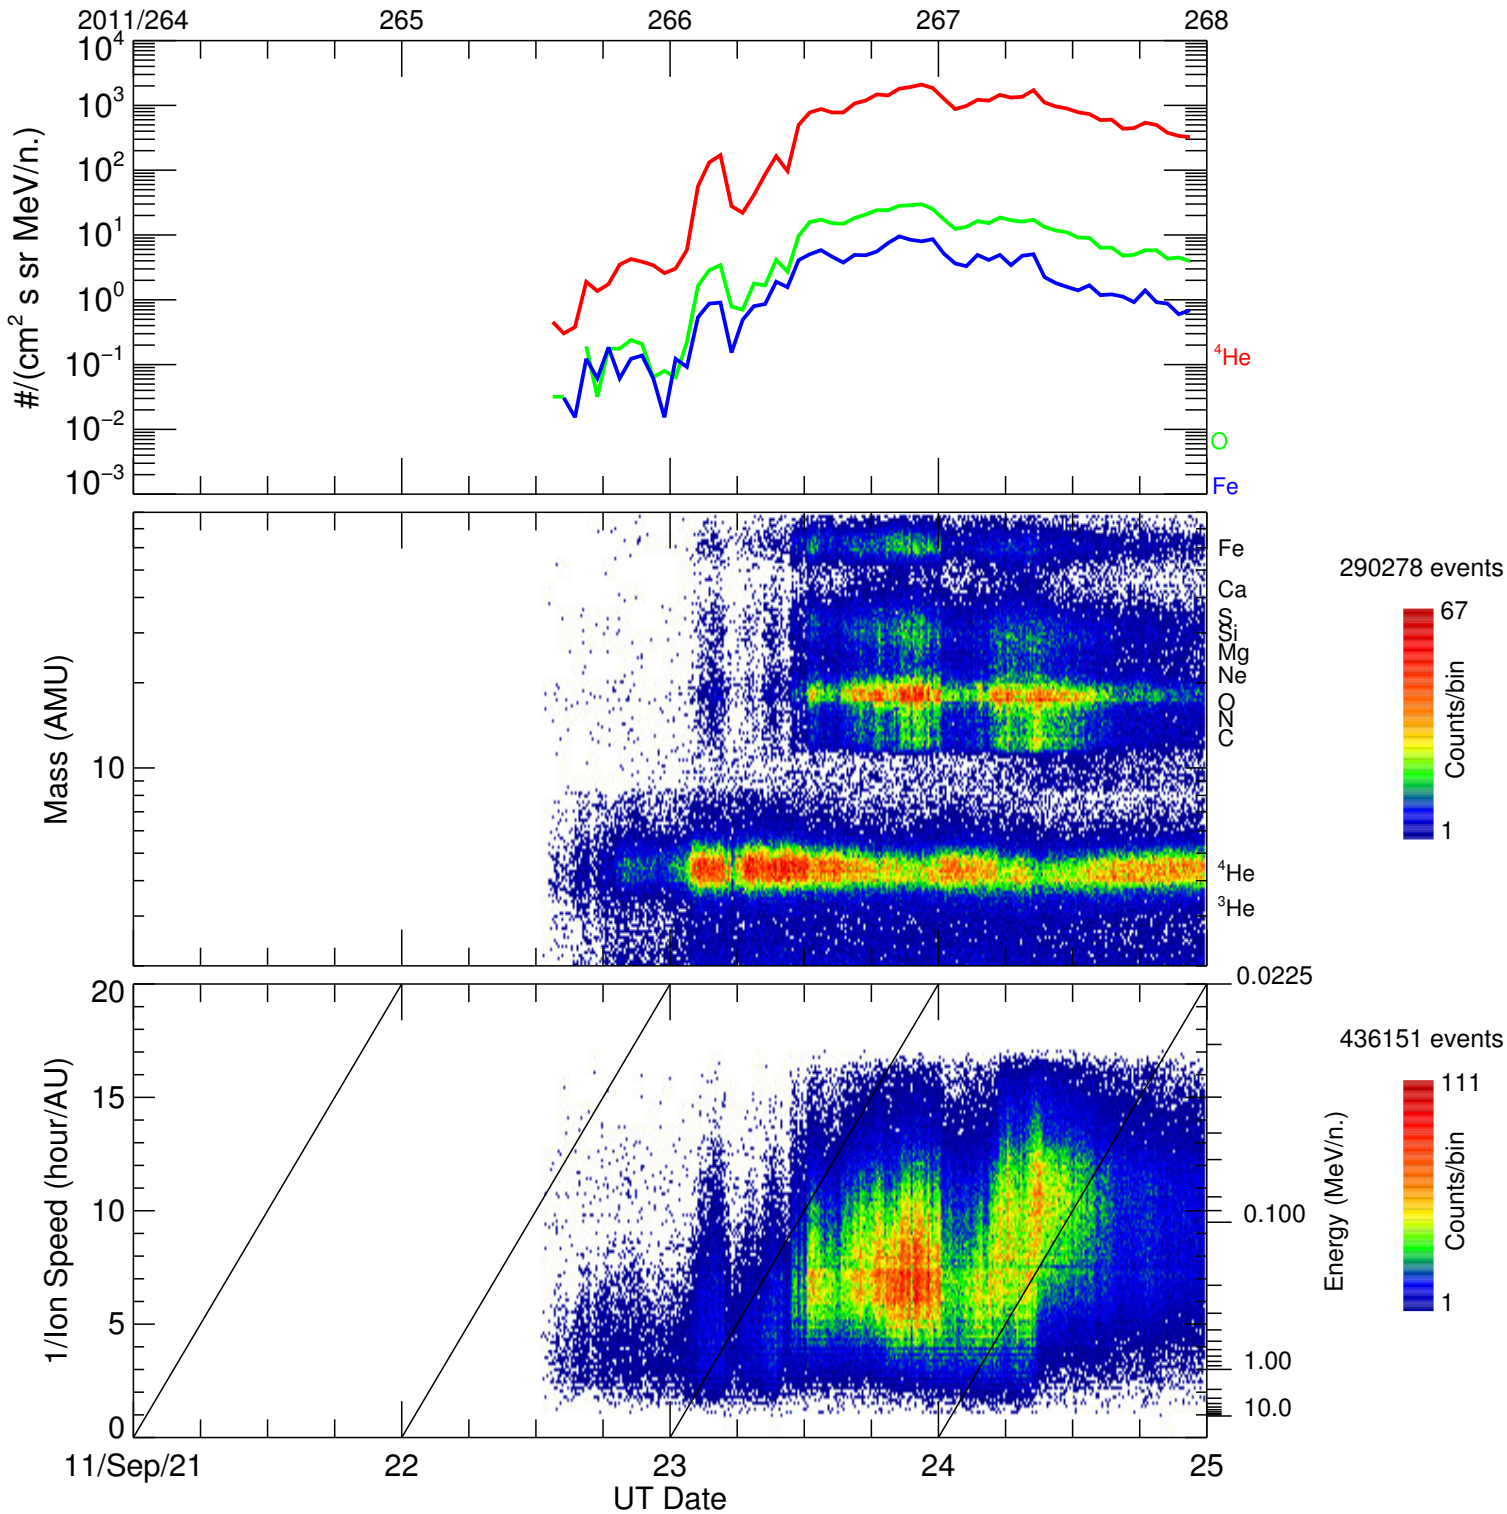 2011/264 265 266 267 268
10^4
10^3
10^2
10^1
10^0
10^−1
10^−2
10^−3
#/(cm^2 s sr MeV/n.)
^4He
O
Fe
Mass (AMU)
10
Fe
Ca
S
Si
Mg
Ne
O
N
C
^4He
^3He
290278 events
67
Counts/bin
1
1/Ion Speed (hour/AU)
20
15
10
5
0
0.0225
0.100
1.00
10.0
Energy (MeV/n.)
436151 events
111
Counts/bin
1
11/Sep/21 22 23 24 25
UT Date